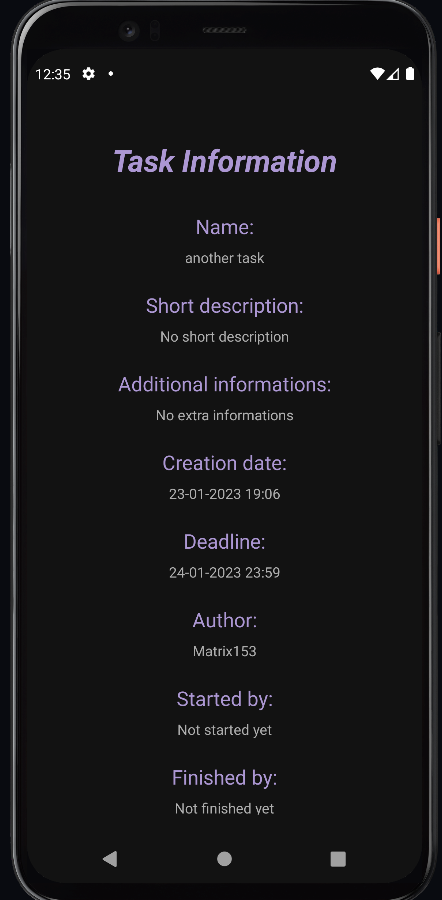 12:35
Task Information
Name:
another task
Short description:
No short description
Additional informations:
No extra informations
Creation date:
23-01-2023 19:06
Deadline:
24-01-2023 23:59
Author:
Matrix153
Started by:
Not started yet
Finished by:
Not finished yet